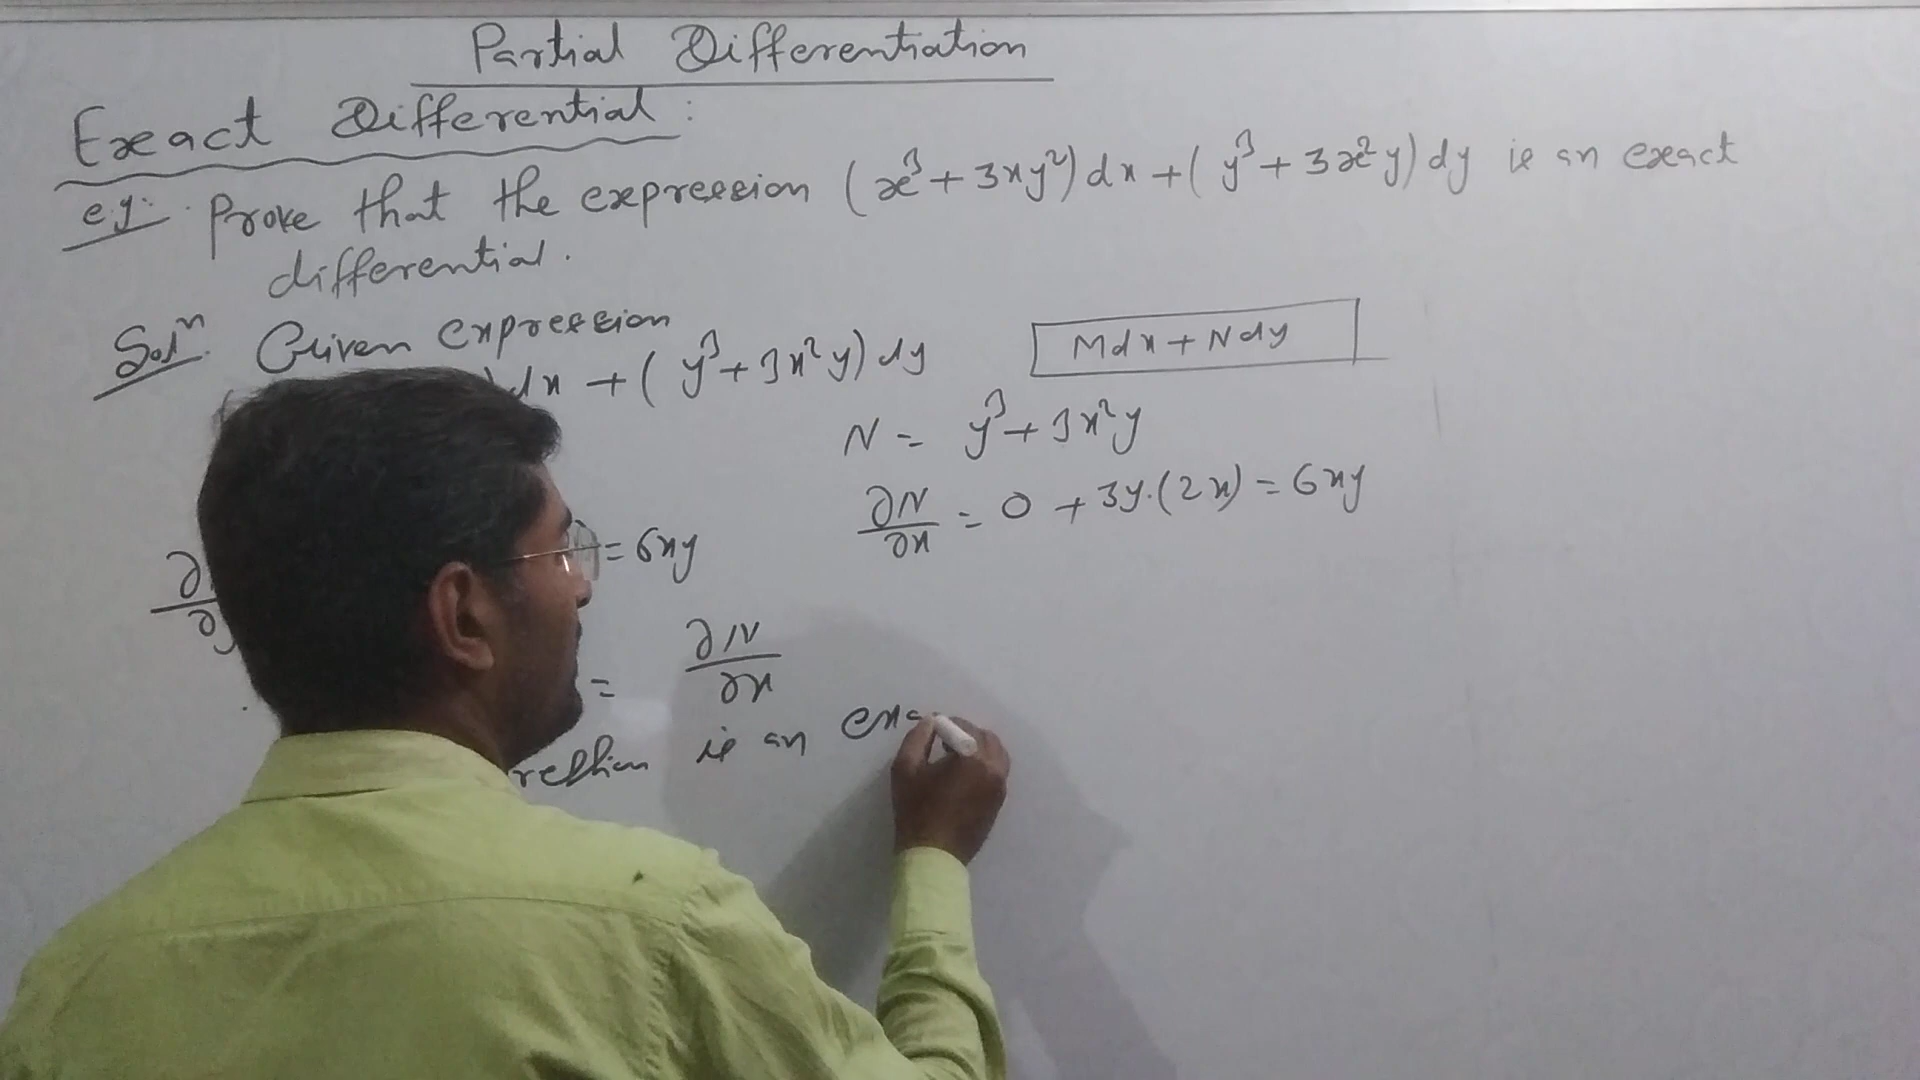 Partial Differentiation
Exact Differential :
e.g:- Prove that the expression (x³ + 3xy²) dx + (y³ + 3x²y) dy is an exact
differential.
Solⁿ. Given expression
dx + (y³ + 3x²y) dy
Mdx + Ndy
N = y³ + 3x²y
∂N/∂x = 0 + 3y.(2x) = 6xy
= 6xy
= ∂N/∂x
is an exa